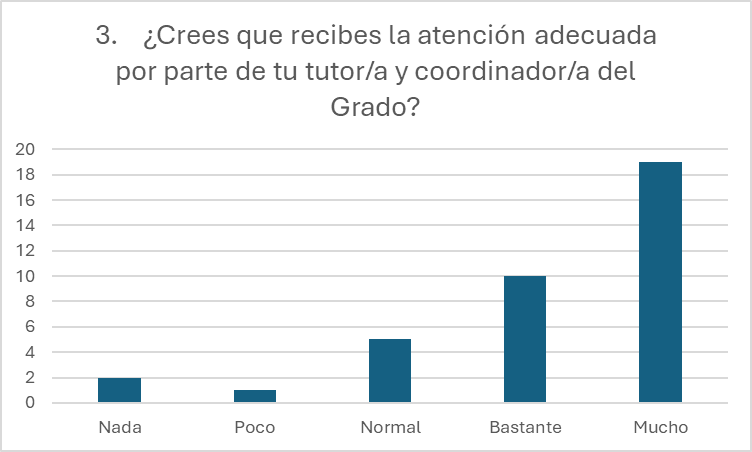 3. ¿Crees que recibes la atención adecuada
por parte de tu tutor/a y coordinador/a del
Grado?
20
18
16
14
12
10
8
6
4
2
0
Nada Poco Normal Bastante Mucho